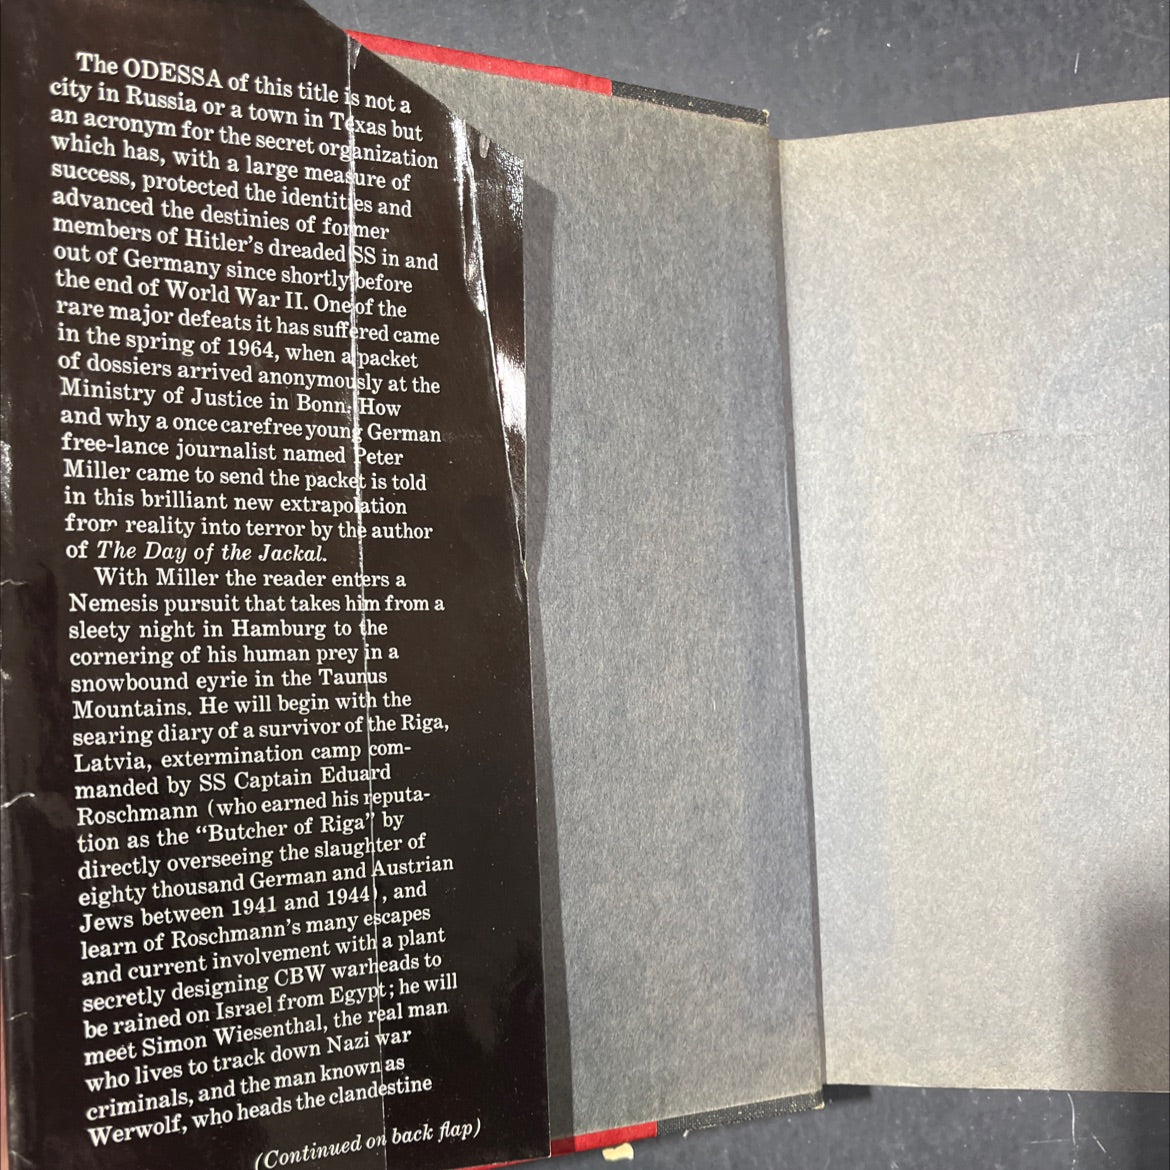 The ODESSA of this title is not a
city in Russia or a town in Texas but
an acronym for the secret organization
which has, with a large measure of
success, protected the identities and
advanced the destinies of former
members of Hitler's dreaded SS in and
out of Germany since shortly before
the end of World War II. One of the
rare major defeats it has suffered came
in the spring of 1964, when a packet
of dossiers arrived anonymously at the
Ministry of Justice in Bonn. How
and why a once carefree young German
free-lance journalist named Peter
Miller came to send the packet is told
in this brilliant new extrapolation
from reality into terror by the author
of The Day of the Jackal.
With Miller the reader enters a
Nemesis pursuit that takes him from a
sleety night in Hamburg to the
cornering of his human prey in a
snowbound eyrie in the Taunus
Mountains. He will begin with the
searing diary of a survivor of the Riga,
Latvia, extermination camp com-
manded by SS Captain Eduard
Roschmann (who earned his reputa-
tion as the "Butcher of Riga" by
directly overseeing the slaughter of
eighty thousand German and Austrian
Jews between 1941 and 1944), and
learn of Roschmann's many escapes
and current involvement with a plant
secretly designing CBW warheads to
be rained on Israel from Egypt; he will
meet Simon Wiesenthal, the real man
who lives to track down Nazi war
criminals, and the man known as
Werwolf, who heads the clandestine
(Continued on back flap)